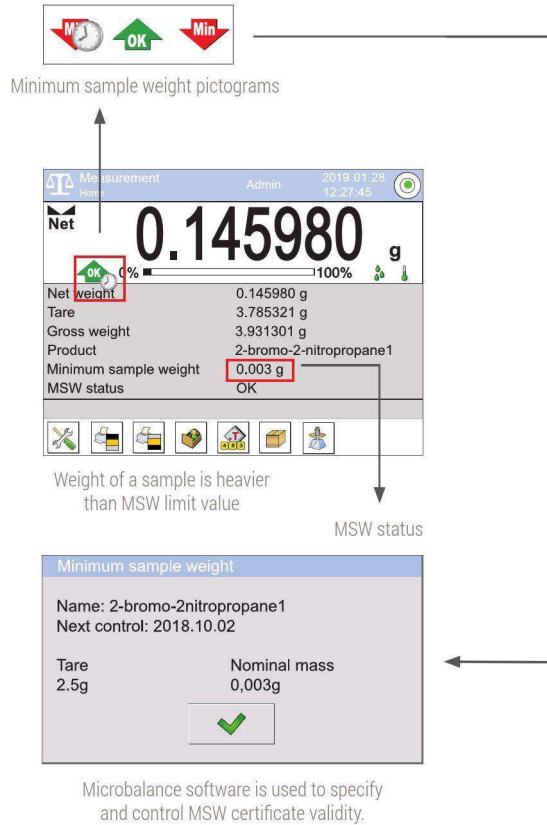 Min OK Min
Minimum sample weight pictograms
Measurement
Home
Admin
2019.01.28
12:27:45
Net
0.145980 g
OK
0% 100%
Net weight 0.145980 g
Tare 3.785321 g
Gross weight 3.931301 g
Product 2-bromo-2-nitropropane1
Minimum sample weight 0.003 g
MSW status OK
Weight of a sample is heavier
than MSW limit value
MSW status
Minimum sample weight
Name: 2-bromo-2nitropropane1
Next control: 2018.10.02
Tare Nominal mass
2.5g 0,003g
Microbalance software is used to specify
and control MSW certificate validity.